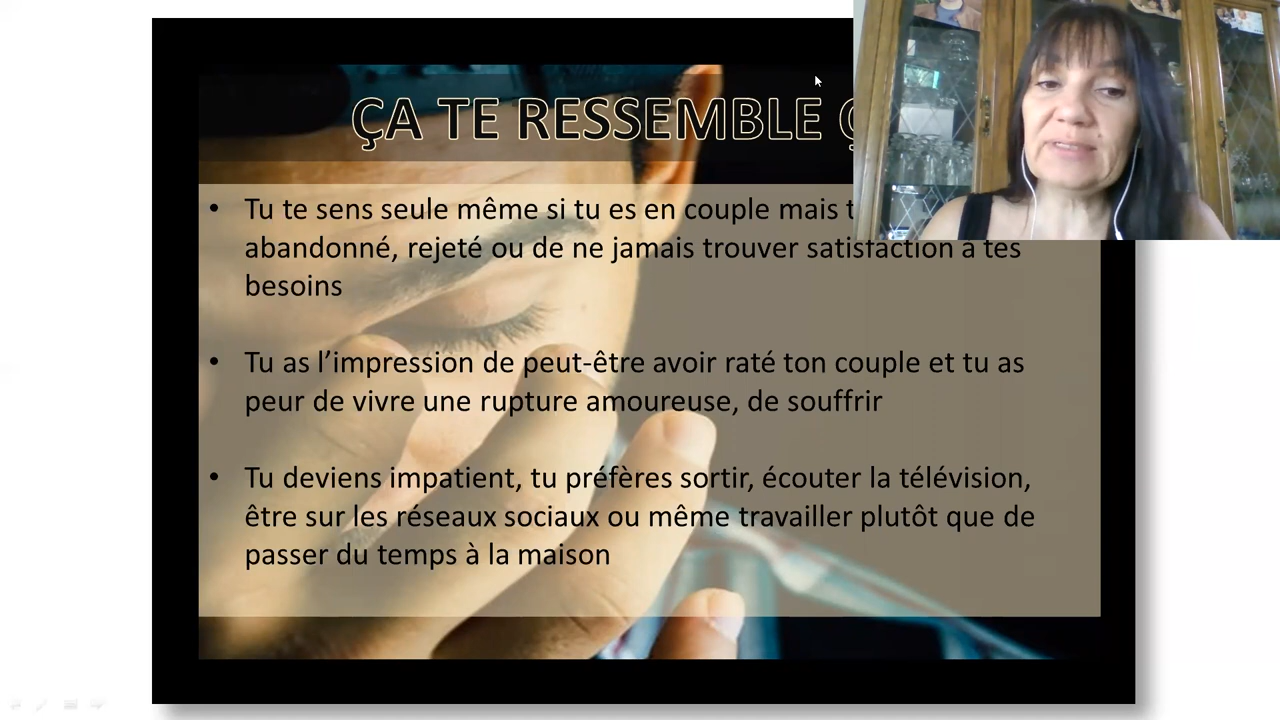 ÇA TE RESSEMBLE
Tu te sens seule même si tu es en couple mais
abandonné, rejeté ou de ne jamais trouver satisfaction à tes
besoins
Tu as l’impression de peut-être avoir raté ton couple et tu as
peur de vivre une rupture amoureuse, de souffrir
Tu deviens impatient, tu préfères sortir, écouter la télévision,
être sur les réseaux sociaux ou même travailler plutôt que de
passer du temps à la maison